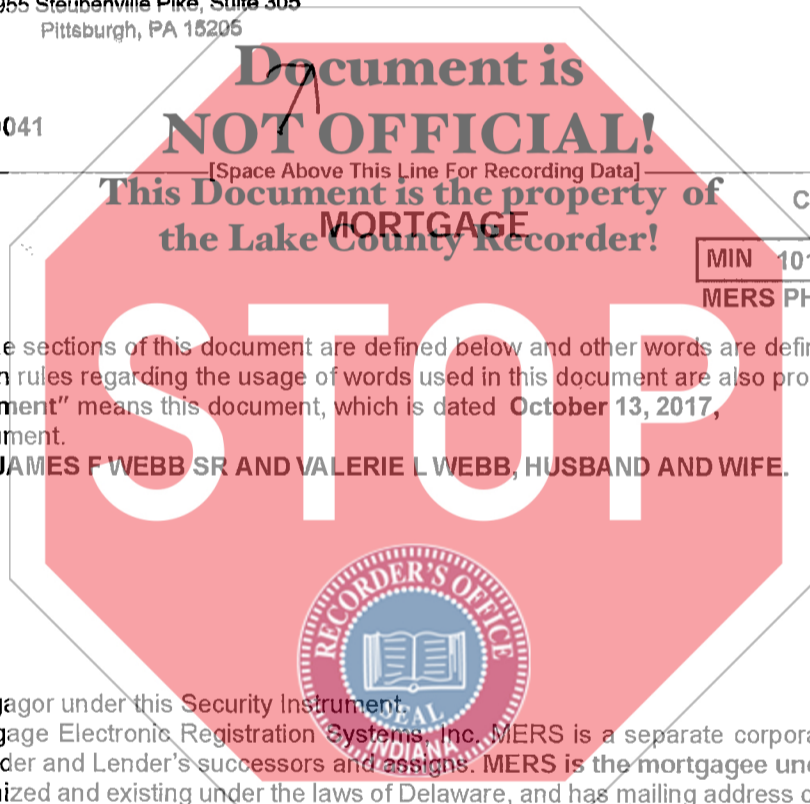 955 Steubenville Pike, Suite 305
Pittsburgh, PA 15205
Document is
0041
NOT OFFICIAL!
[Space Above This Line For Recording Data]
This Document is the property of
C
MORTGAGE
the Lake County Recorder!
MIN 101
MERS PH
STOP
e sections of this document are defined below and other words are defin
n rules regarding the usage of words used in this document are also pro
ment" means this document, which is dated October 13, 2017,
ument.
JAMES F WEBB SR AND VALERIE L WEBB, HUSBAND AND WIFE.
RECORDER'S OFFICE
SEAL
INDIANA
gagor under this Security Instrument.
gage Electronic Registration Systems, Inc. MERS is a separate corpora
der and Lender's successors and assigns. MERS is the mortgagee und
nized and existing under the laws of Delaware, and has mailing address o